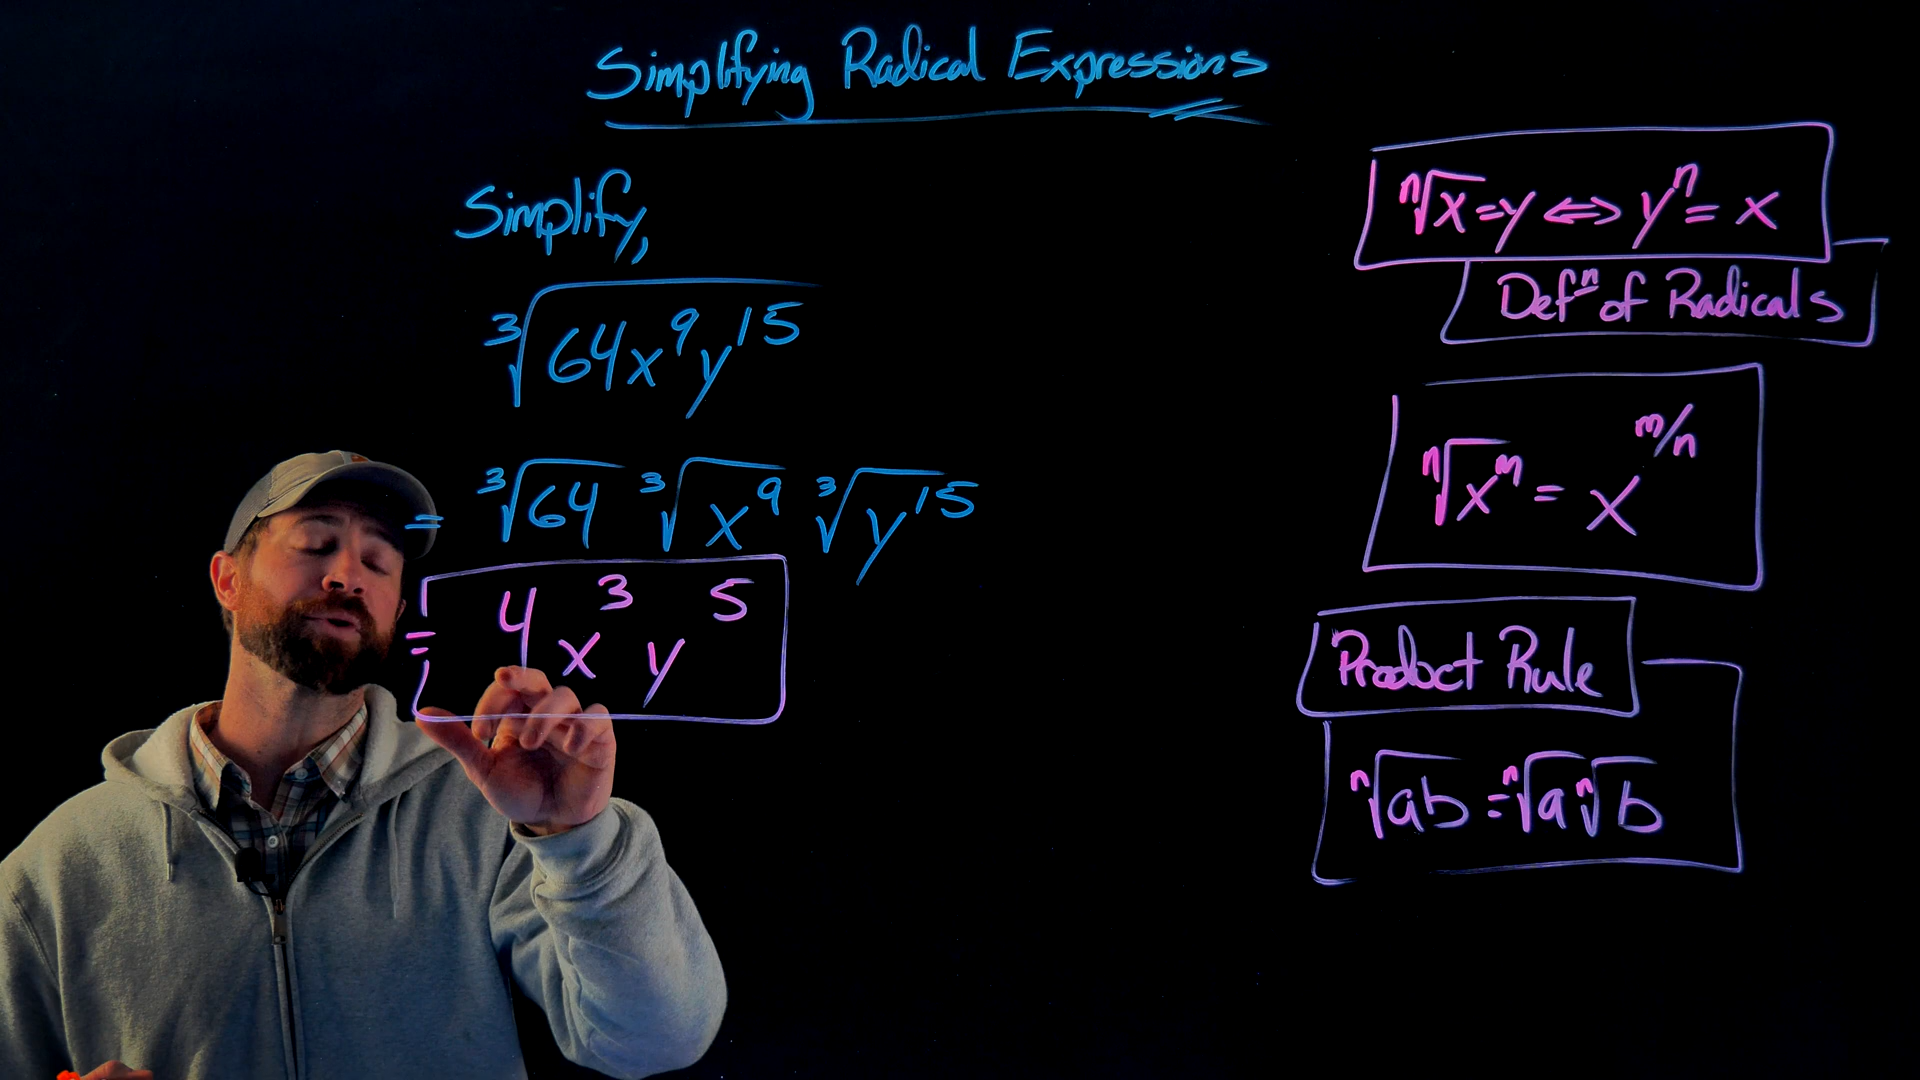 Simplifying Radical Expressions
Simplify,
∛(64x⁹y¹⁵)
= ∛64 ∛x⁹ ∛y¹⁵
= 4x³y⁵
ⁿ√x = y ⇔ yⁿ = x
Defⁿ of Radicals
ⁿ√xᵐ = x^(m/n)
Product Rule
ⁿ√ab = ⁿ√a ⁿ√b